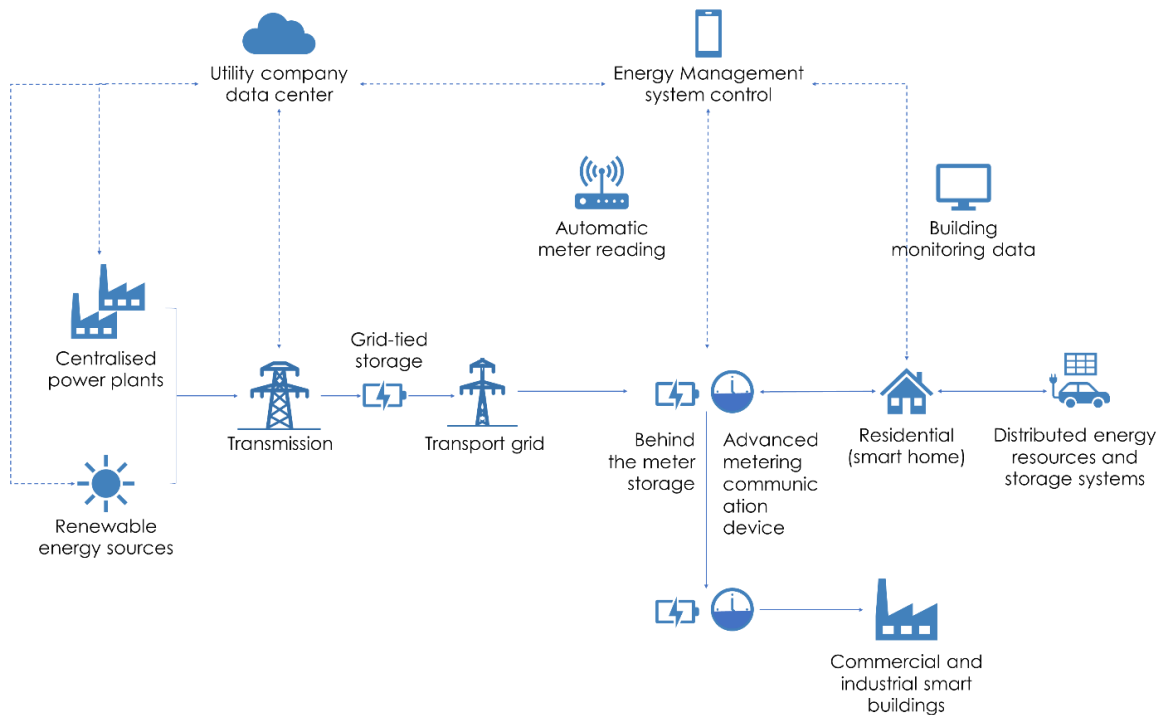 Utility company
data center
Energy Management
system control
Automatic
meter reading
Building
monitoring data
Centralised
power plants
Grid-tied
storage
Transmission
Transport grid
Behind
the meter
storage
Advanced
metering
communic
ation
device
Residential
(smart home)
Distributed energy
resources and
storage systems
Renewable
energy sources
Commercial and
industrial smart
buildings